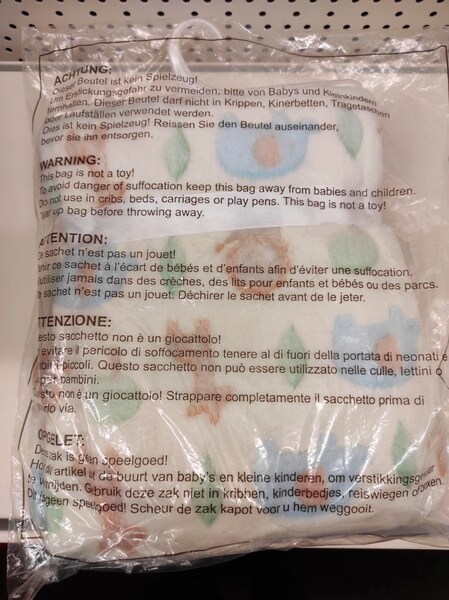 ACHTUNG:
Dieser Beutel ist kein Spielzeug!
Um Erstickungsgefahr zu vermeiden, bitte von Babys und Kleinkindern
fernhalten. Dieser Beutel darf nicht in Krippen, Kinerbetten, Tragetaschen
oder Laufställen verwendet werden.
Dies ist kein Spielzeug! Reissen Sie den Beutel auseinander,
bevor sie ihn entsorgen.
WARNING:
This bag is not a toy!
To avoid danger of suffocation keep this bag away from babies and children.
Do not use in cribs, beds, carriages or play pens. This bag is not a toy!
Tear up bag before throwing away.
ATTENTION:
Ce sachet n'est pas un jouet!
Tenir ce sachet à l'écart de bébés et d'enfants afin d'éviter une suffocation.
utiliser jamais dans des crèches, des lits pour enfants et bébés ou des parcs.
Ce sachet n'est pas un jouet. Déchirer le sachet avant de le jeter.
ATTENZIONE:
Questo sacchetto non è un giocattolo!
evitare il pericolo di soffocamento tenere al di fuori della portata di neonati e
bambini piccoli. Questo sacchetto non può essere utilizzato nelle culle, lettini o
per bambini.
Questo non è un giocattolo! Strappare completamente il sacchetto prima di
via.
OPGELET:
Deze zak is geen speelgoed!
Hou dit artikel uit de buurt van baby's en kleine kinderen, om verstikkingsgevaar
te vermijden. Gebruik deze zak niet in kribben, kinderbedjes, reiswiegen of boxen.
Dit is geen speelgoed! Scheur de zak kapot voor u hem weggooit.